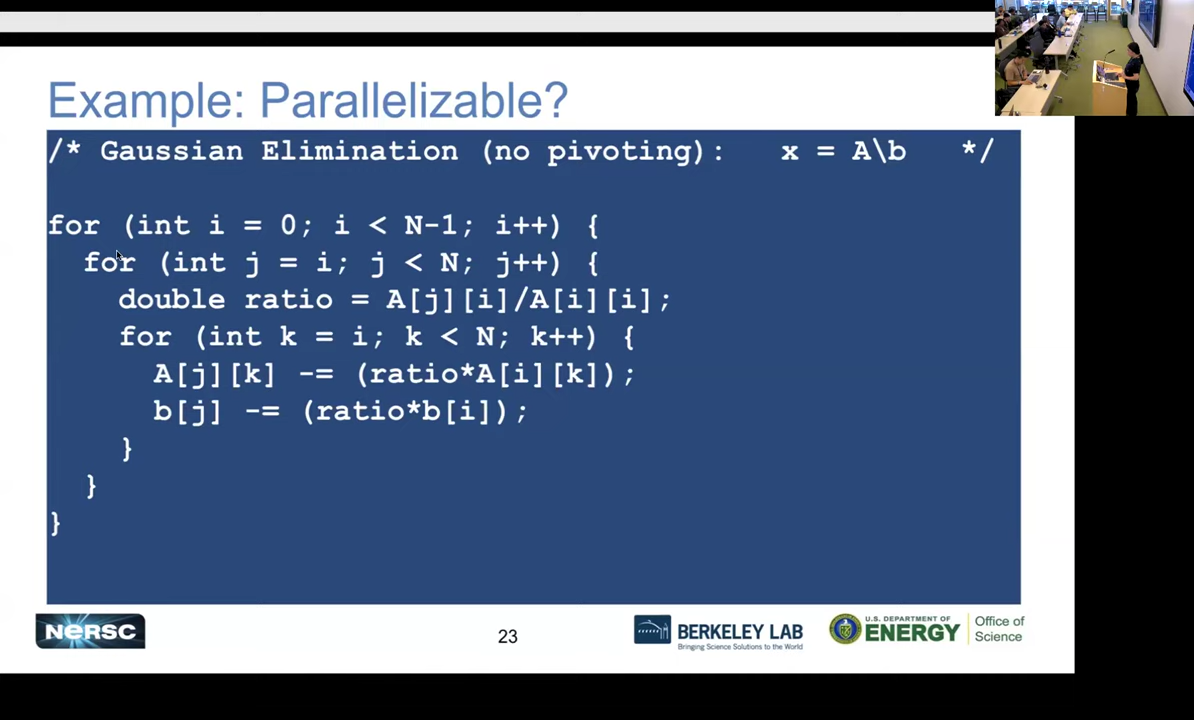 Example: Parallelizable?
/* Gaussian Elimination (no pivoting):   x = A\b   */
for (int i = 0; i < N-1; i++) {
for (int j = i; j < N; j++) {
double ratio = A[j][i]/A[i][i];
for (int k = i; k < N; k++) {
A[j][k] -= (ratio*A[i][k]);
b[j] -= (ratio*b[i]);
}
}
}
NERSC
23
BERKELEY LAB
Bringing Science Solutions to the World
U.S. DEPARTMENT OF
ENERGY
Office of
Science